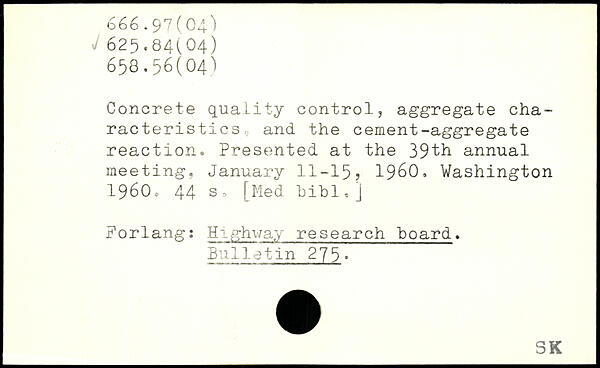 666.97(04)
✓ 625.84(04)
658.56(04)
Concrete quality control, aggregate cha-
racteristics, and the cement-aggregate
reaction. Presented at the 39th annual
meeting, January 11-15, 1960. Washington
1960. 44 s. [Med bibl.]
Forlang: Highway research board.
Bulletin 275.
SK